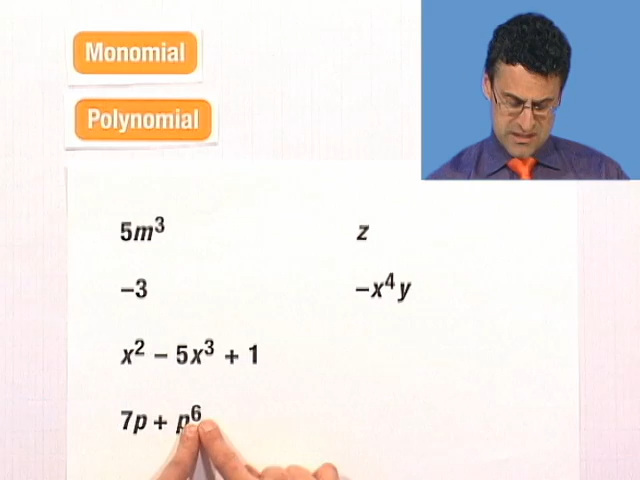 Monomial
Polynomial
5m³ z
−3 −x⁴y
x² − 5x³ + 1
7p + p⁶